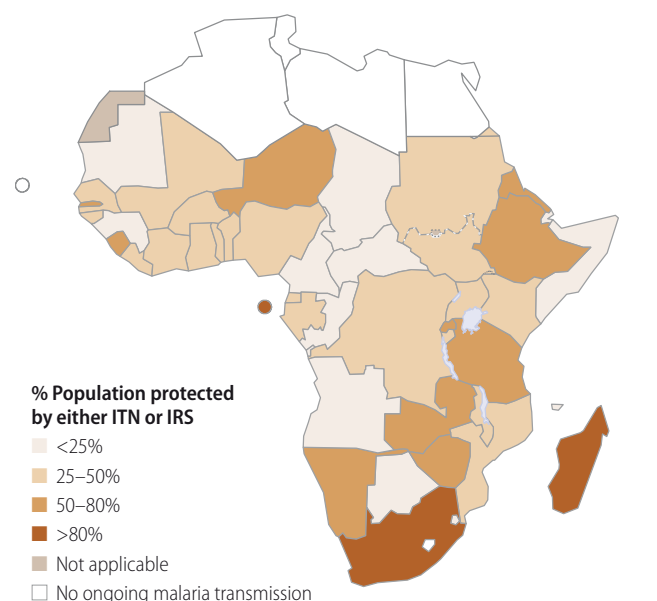 % Population protected
by either ITN or IRS
<25%
25–50%
50–80%
>80%
Not applicable
No ongoing malaria transmission